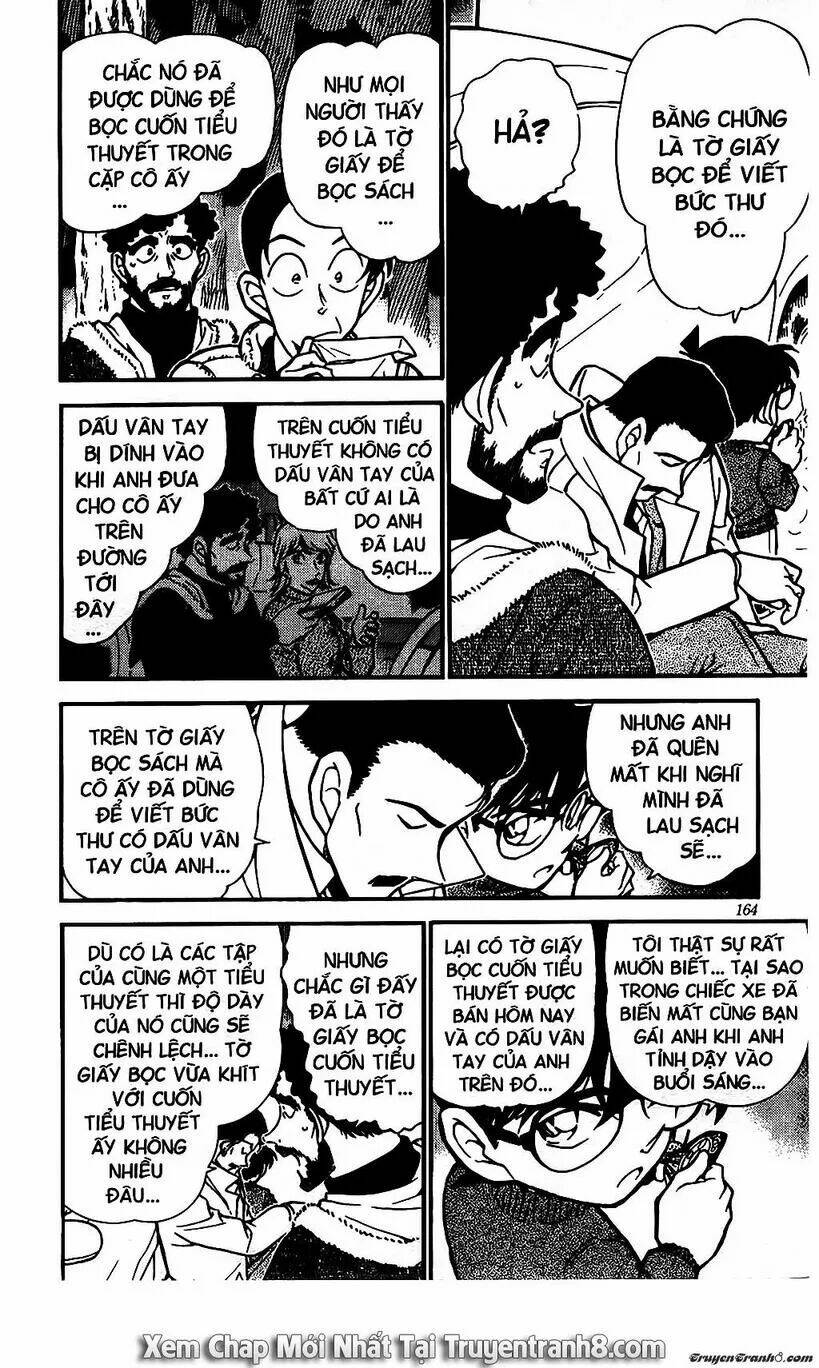 BẰNG CHỨNG
LÀ TỜ GIẤY
BỌC ĐỂ VIẾT
BỨC THƯ
ĐÓ...
HẢ?
NHƯ MỌI
NGƯỜI THẤY
ĐÓ LÀ TỜ
GIẤY ĐỂ
BỌC SÁCH
...
CHẮC NÓ ĐÃ
ĐƯỢC DÙNG ĐỂ
BỌC CUỐN TIỂU
THUYẾT TRONG
CẶP CÔ ẤY
...
TRÊN CUỐN TIỂU
THUYẾT KHÔNG CÓ
DẤU VÂN TAY CỦA
BẤT CỨ AI LÀ
DO ANH
ĐÃ LAU
SẠCH...
DẤU VÂN TAY
BỊ DÍNH VÀO
KHI ANH ĐƯA
CHO CÔ ẤY
TRÊN
ĐƯỜNG
TỚI
ĐÂY
...
NHƯNG ANH
ĐÃ QUÊN
MẤT KHI NGHĨ
MÌNH ĐÃ
LAU SẠCH
SẼ...
TRÊN TỜ GIẤY
BỌC SÁCH MÀ
CÔ ẤY ĐÃ DÙNG
ĐỂ VIẾT BỨC
THƯ CÓ DẤU VÂN
TAY CỦA ANH...
164
TÔI THẬT SỰ RẤT
MUỐN BIẾT... TẠI SAO
TRONG CHIẾC XE ĐÃ
BIẾN MẤT CÙNG BẠN
GÁI ANH KHI ANH
TỈNH DẬY VÀO
BUỔI SÁNG...
LẠI CÓ TỜ GIẤY
BỌC CUỐN TIỂU
THUYẾT ĐƯỢC
BÁN HÔM NAY
VÀ CÓ DẤU VÂN
TAY CỦA ANH
TRÊN ĐÓ...
NHƯNG
CHẮC GÌ ĐẤY
ĐÃ LÀ TỜ
GIẤY BỌC
CUỐN TIỂU
THUYẾT...
DÙ CÓ LÀ CÁC TẬP
CỦA CÙNG MỘT TIỂU
THUYẾT THÌ ĐỘ DÀY
CỦA NÓ CŨNG SẼ
CHÊNH LỆCH... TỜ
GIẤY BỌC VỪA KHÍT
VỚI CUỐN
TIỂU THUYẾT
ẤY KHÔNG
NHIỀU
ĐÂU...
Xem Chap Mới Nhất Tại Truyentranh8.com
TruyenTranh8.com